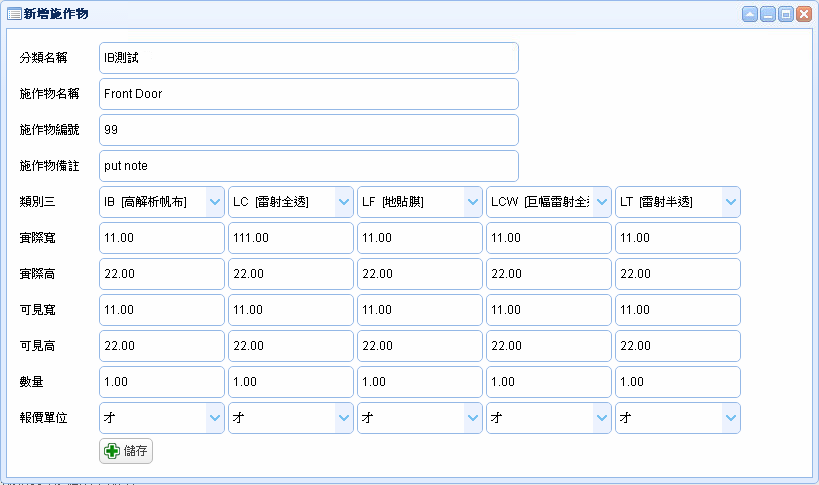 新增施作物
分類名稱 IB測試
施作物名稱 Front Door
施作物編號 99
施作物備註 put note
類別三 IB [高解析帆布] LC [雷射全透] LF [地貼膜] LCW [巨幅雷射全透 LT [雷射半透]
實際寬 11.00 111.00 11.00 11.00 11.00
實際高 22.00 22.00 22.00 22.00 22.00
可見寬 11.00 11.00 11.00 11.00 11.00
可見高 22.00 22.00 22.00 22.00 22.00
數量 1.00 1.00 1.00 1.00 1.00
報價單位 才 才 才 才 才
儲存